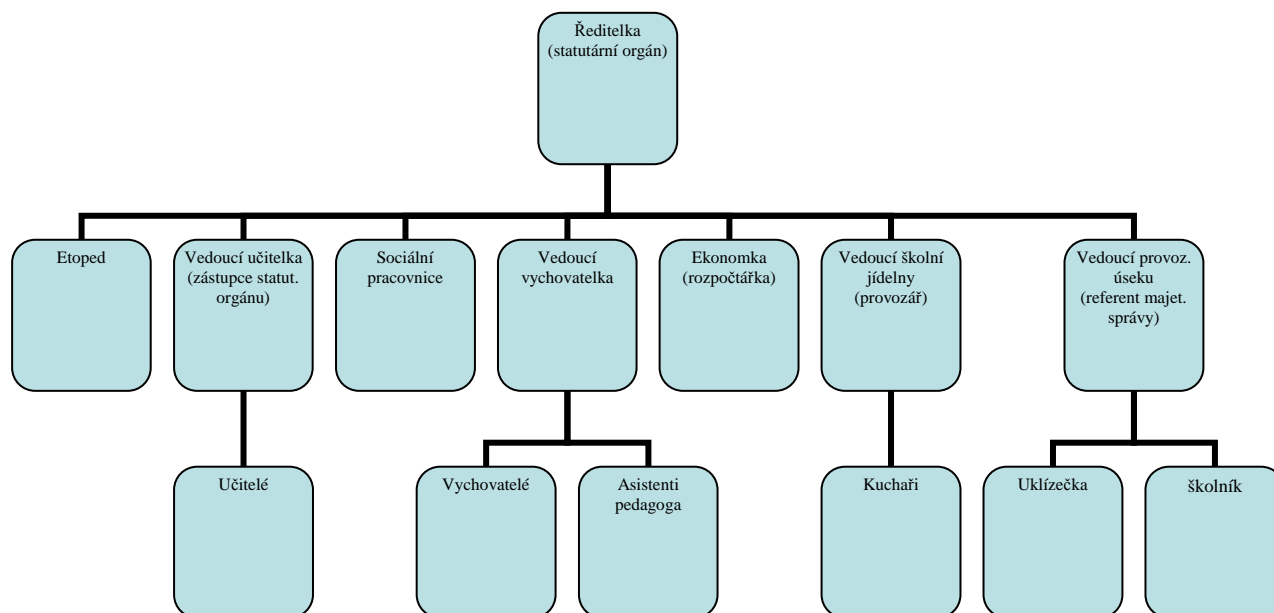 Ředitelka
(statutární orgán)
Etoped
Vedoucí učitelka
(zástupce statut.
orgánu)
Sociální
pracovnice
Vedoucí
vychovatelka
Ekonomka
(rozpočtářka)
Vedoucí školní
jídelny
(provozář)
Vedoucí provoz.
úseku
(referent majet.
správy)
Učitelé
Vychovatelé
Asistenti
pedagoga
Kuchaři
Uklízečka
školník